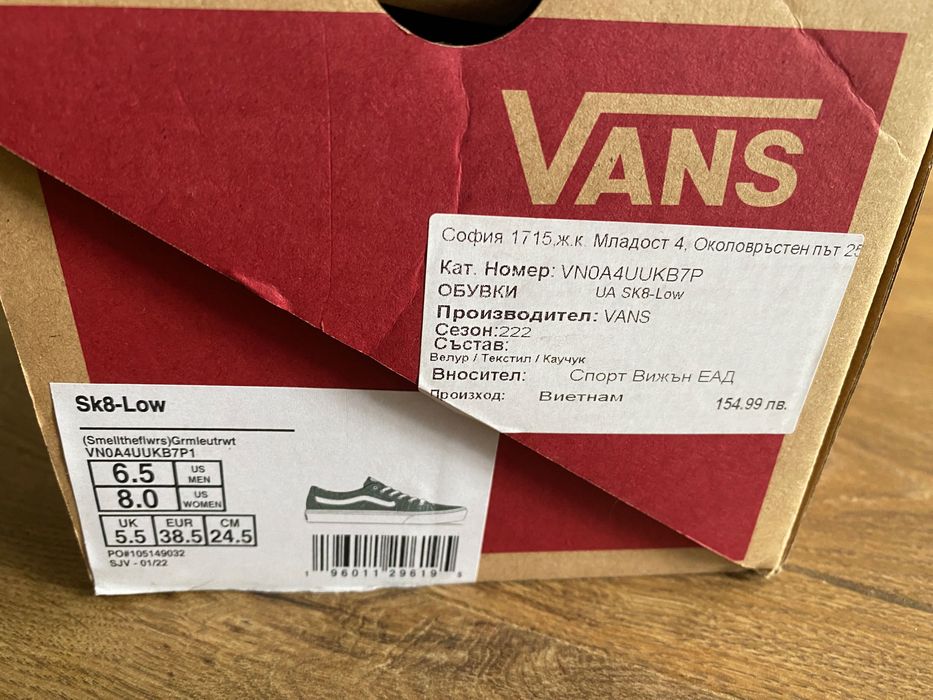 VANS
София 1715,ж.к. Младост 4, Околовръстен път 25
Кат. Номер: VN0A4UUKB7P
ОБУВКИ UA SK8-Low
Производител: VANS
Сезон:222
Състав:
Велур / Текстил / Каучук
Вносител: Спорт Вижън ЕАД
Произход: Виетнам 154.99 лв.
Sk8-Low
(Smelltheflwrs)Grmleutrwt
VN0A4UUKB7P1
6.5 US MEN
8.0 US WOMEN
UK EUR CM
5.5 38.5 24.5
PO#105149032
SJV - 01/22
1 96011 29619 5